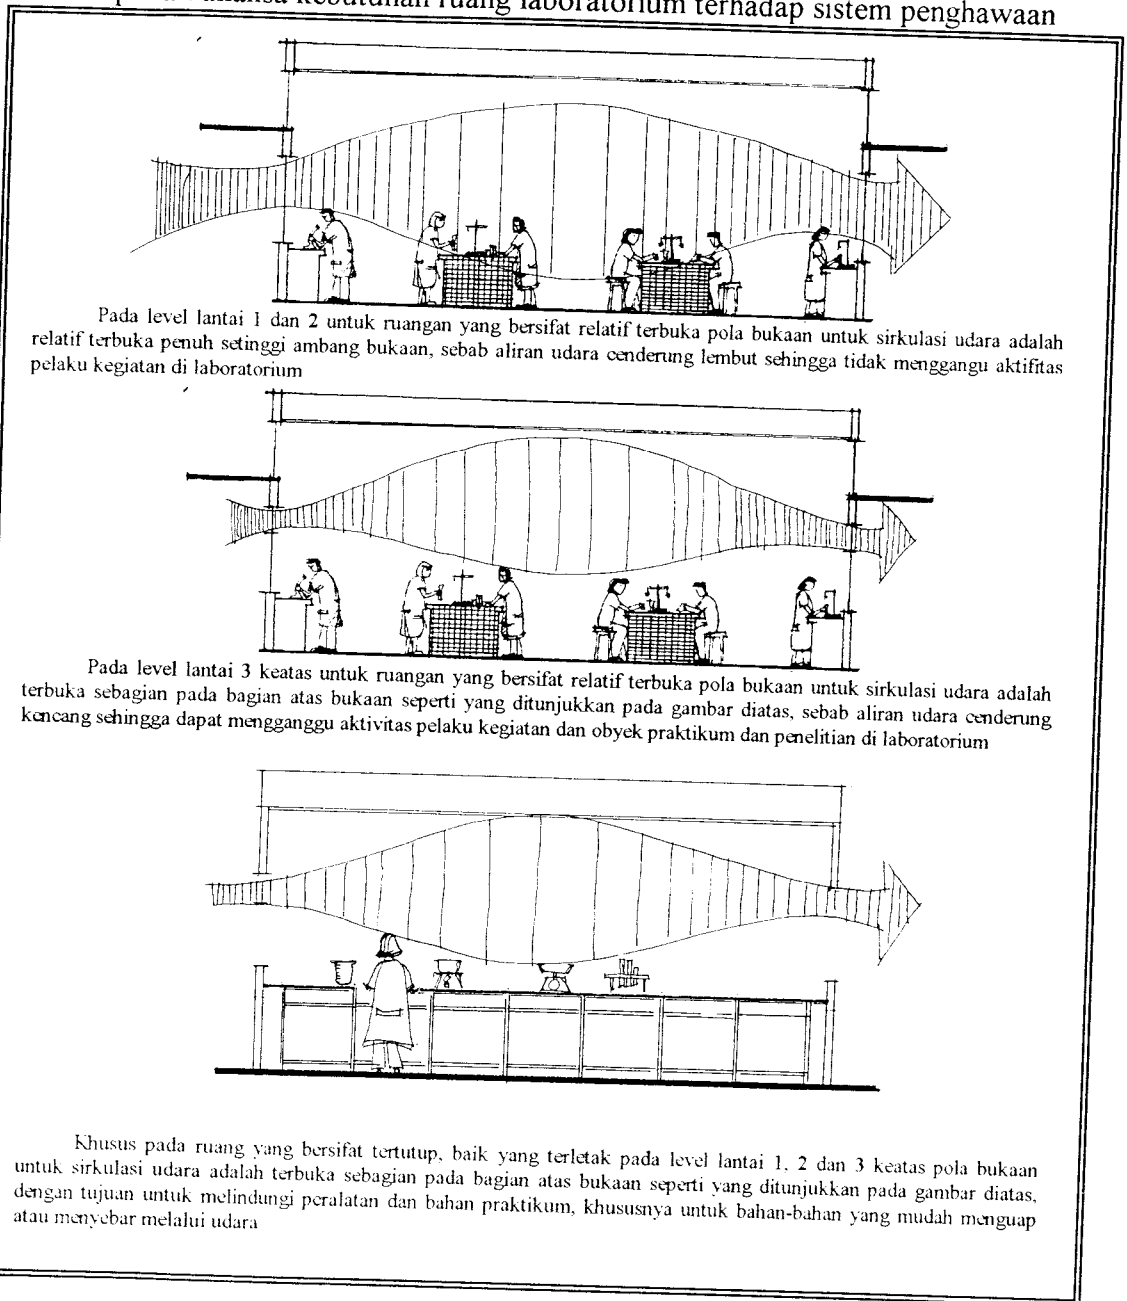 kebutuhan ruang laboratorium terhadap sistem penghawaan
Pada level lantai 1 dan 2 untuk ruangan yang bersifat relatif terbuka pola bukaan untuk sirkulasi udara adalah
relatif terbuka penuh setinggi ambang bukaan, sebab aliran udara cenderung lembut sehingga tidak menggangu aktifitas
pelaku kegiatan di laboratorium
Pada level lantai 3 keatas untuk ruangan yang bersifat relatif terbuka pola bukaan untuk sirkulasi udara adalah
terbuka sebagian pada bagian atas bukaan seperti yang ditunjukkan pada gambar diatas, sebab aliran udara cenderung
kencang sehingga dapat mengganggu aktivitas pelaku kegiatan dan obyek praktikum dan penelitian di laboratorium
Khusus pada ruang yang bersifat tertutup, baik yang terletak pada level lantai 1, 2 dan 3 keatas pola bukaan
untuk sirkulasi udara adalah terbuka sebagian pada bagian atas bukaan seperti yang ditunjukkan pada gambar diatas,
dengan tujuan untuk melindungi peralatan dan bahan praktikum, khususnya untuk bahan-bahan yang mudah menguap
atau menyebar melalui udara